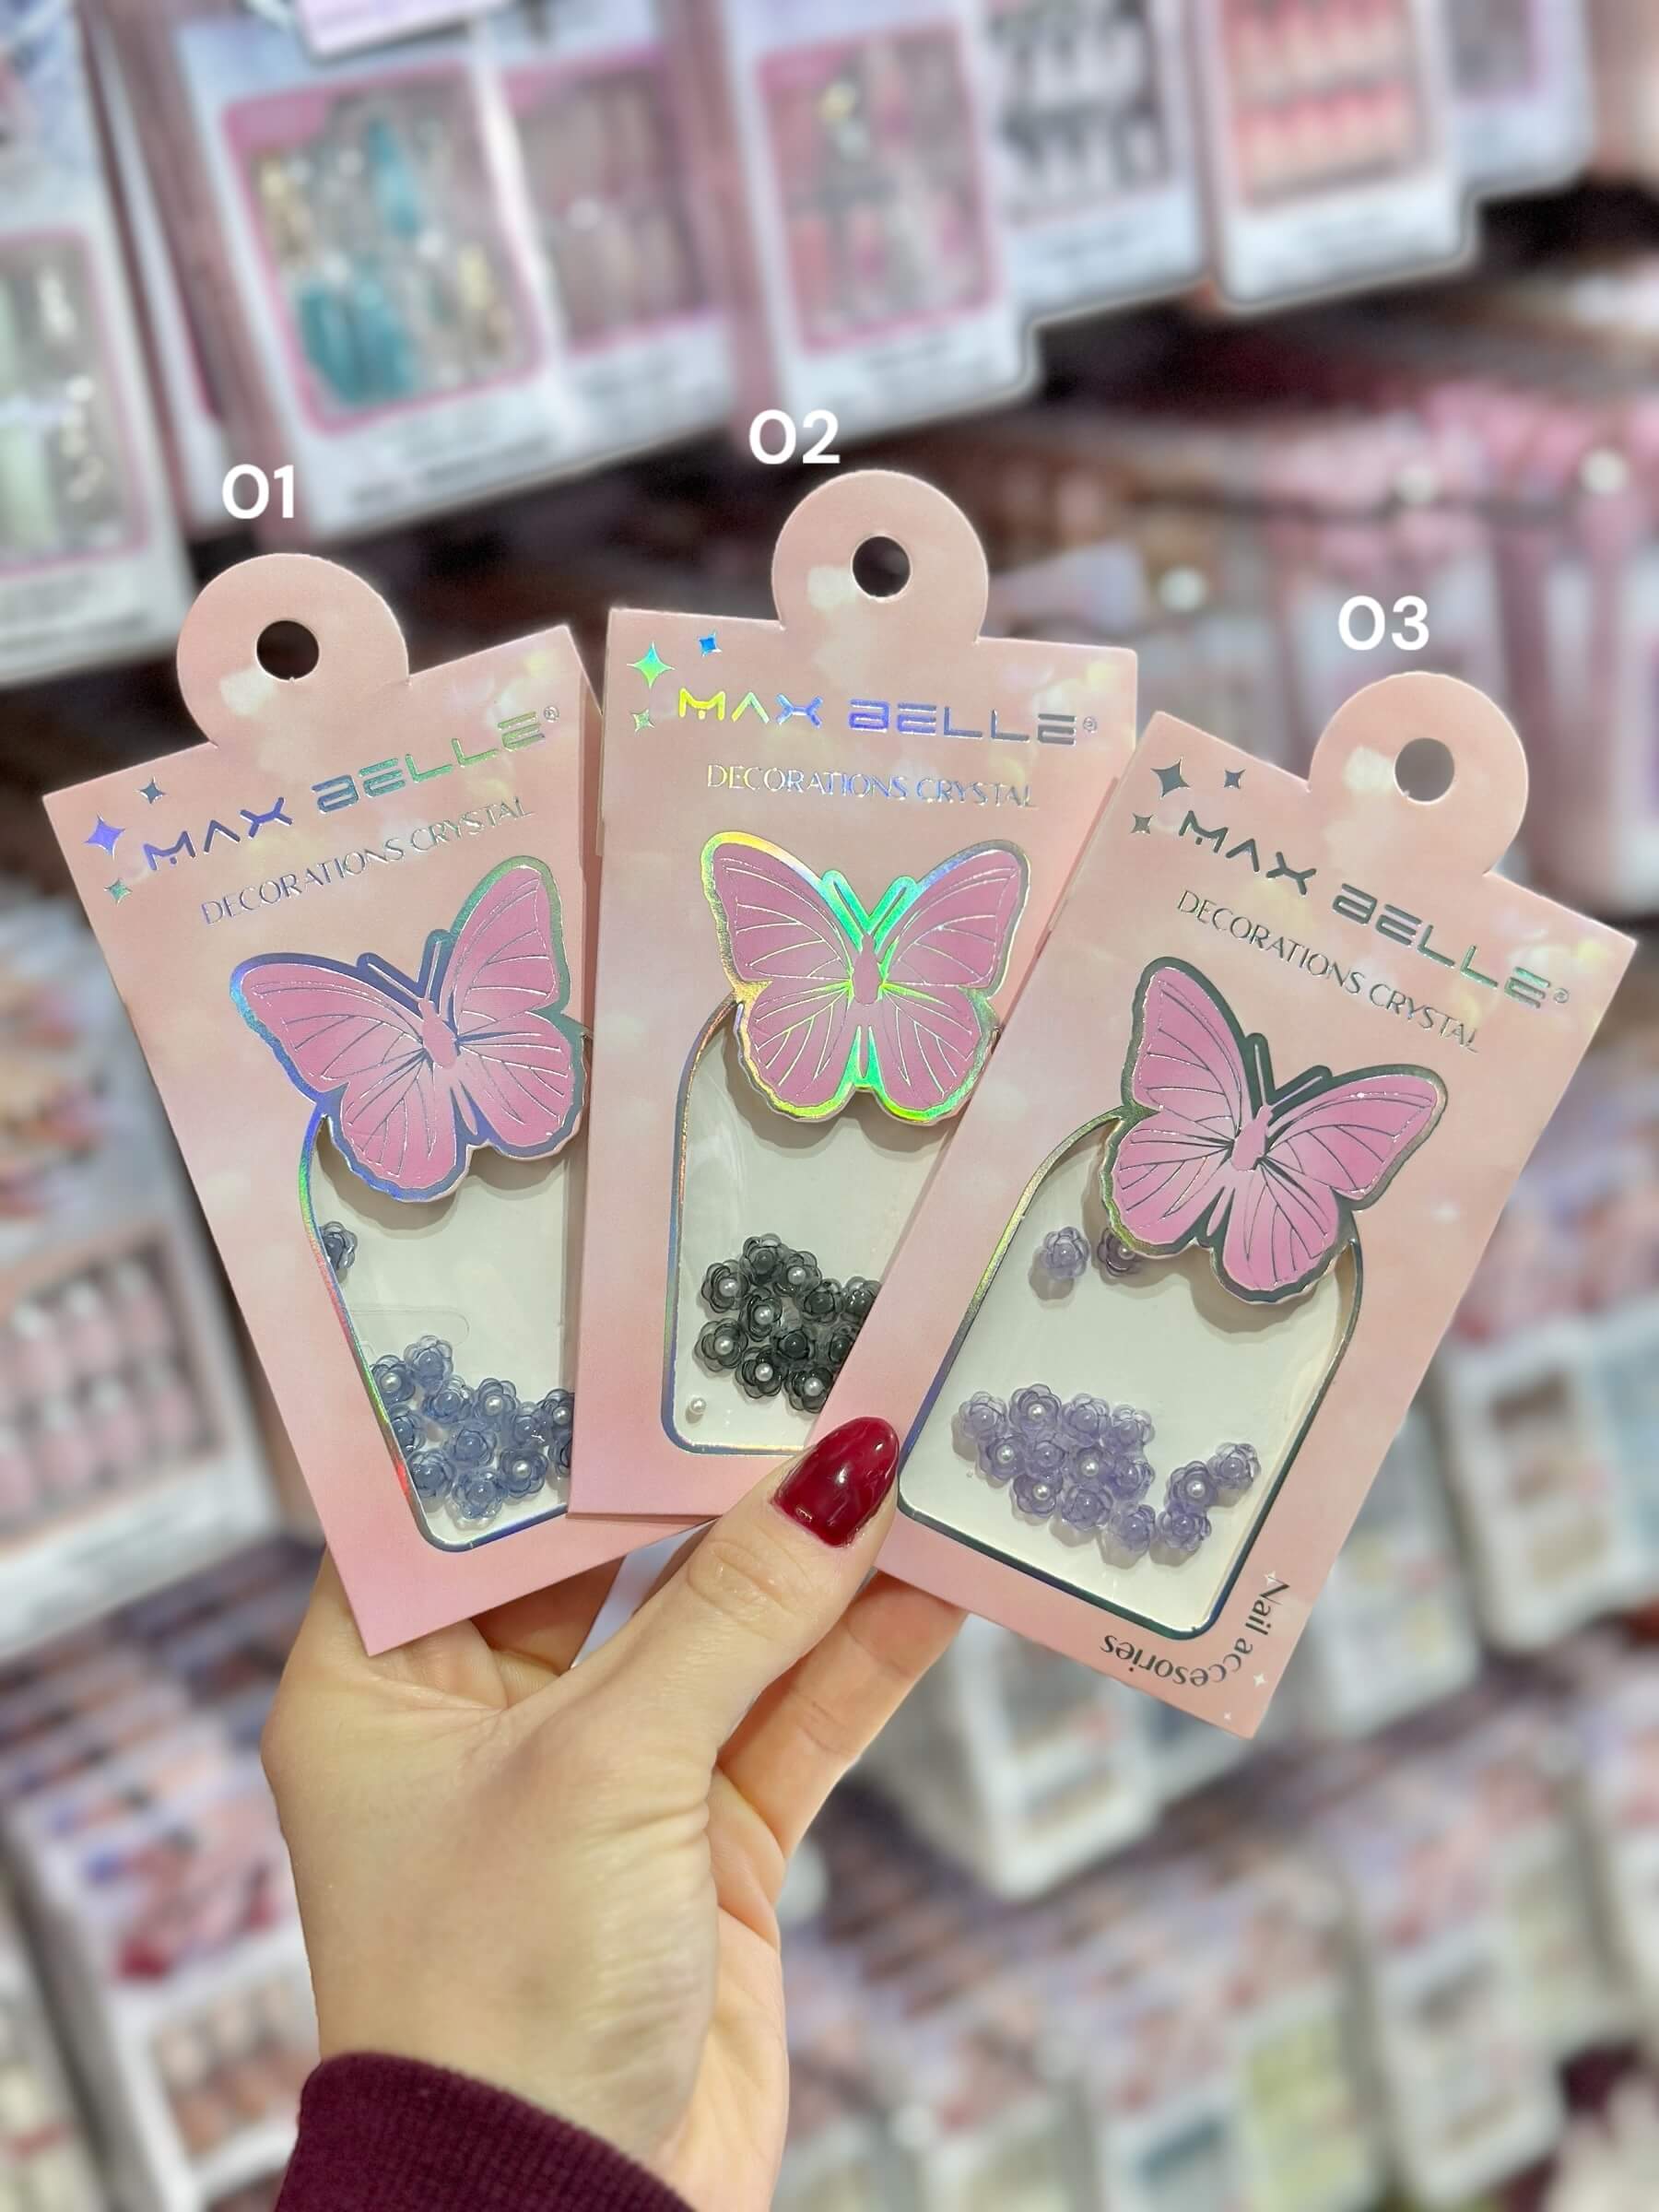 01
02
03
MAX BELLE®
DECORATIONS CRYSTAL
MAX BELLE®
DECORATIONS CRYSTAL
MAX BELLE®
DECORATIONS CRYSTAL
Nail accesories